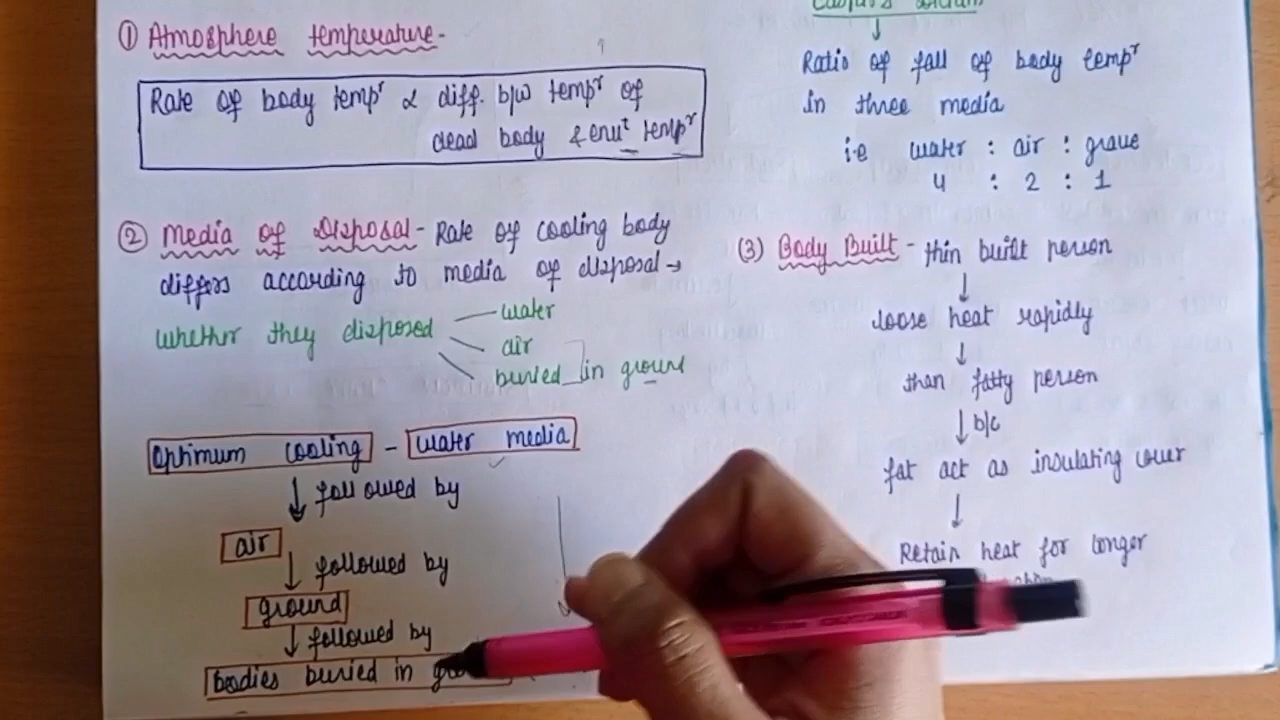 ① Atmosphere temperature-
Rate of body tempʳ α diff. b/w tempʳ of
dead body & enuᵗ tempʳ
② Media of Disposal - Rate of cooling body
differs according to media of disposal →
whether they disposed
water
air
buried in ground
Optimum cooling - water media
↓ followed by
air
↓ followed by
ground
↓ followed by
bodies buried in
↓
Ratio of fall of body tempʳ
in three media
i.e water : air : grave
4 : 2 : 1
(3) Body Built - thin built person
↓
loose heat rapidly
↓
than fatty person
↓ b/c
fat act as insulating cover
↓
Retain heat for longer